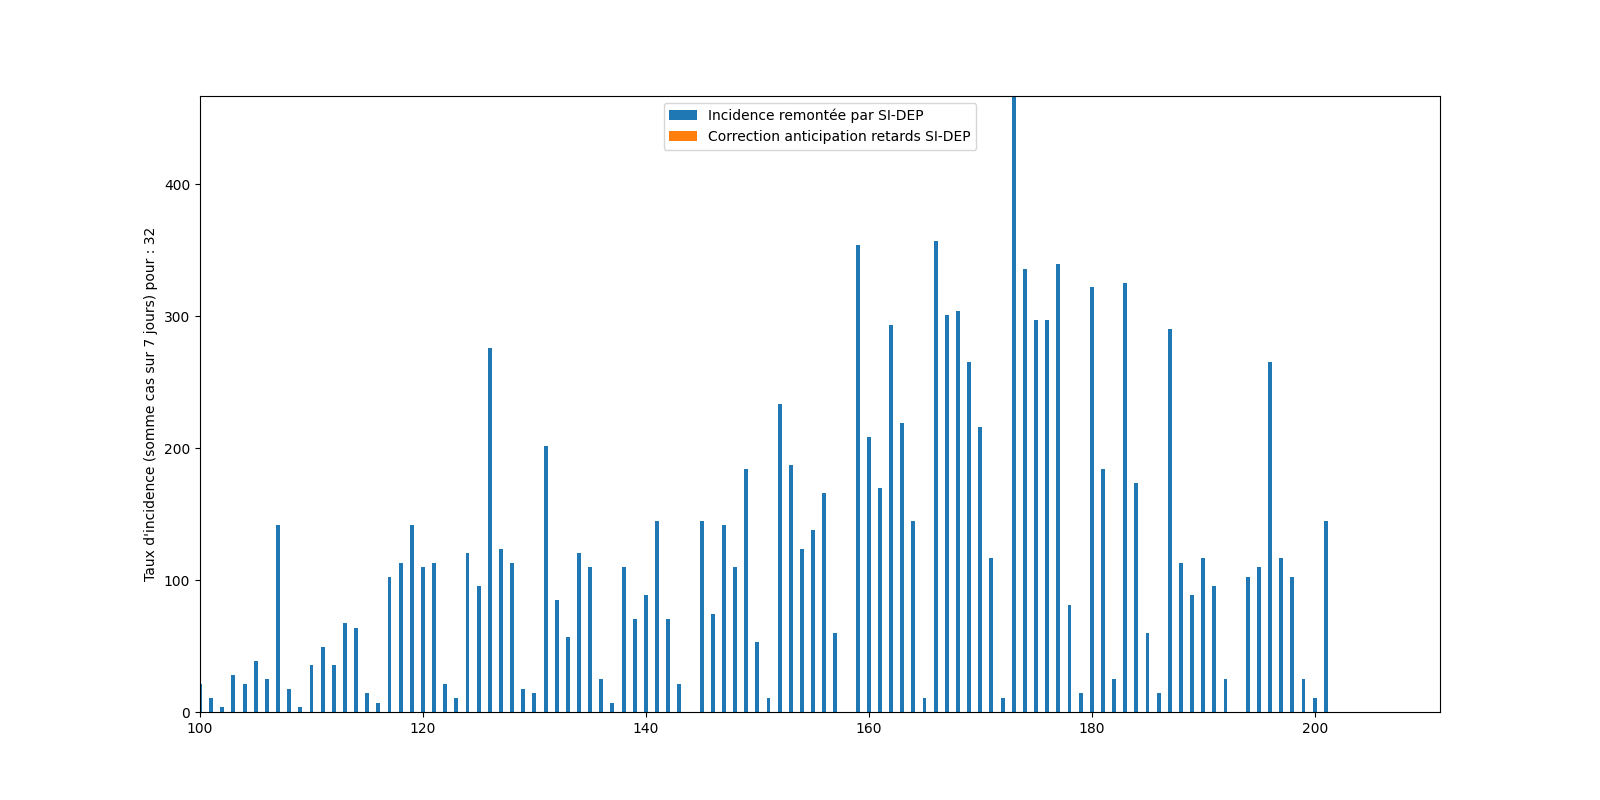 Incidence remontée par SI-DEP
Correction anticipation retards SI-DEP
Taux d'incidence (somme cas sur 7 jours) pour : 32
400
300
200
100
0
100 120 140 160 180 200